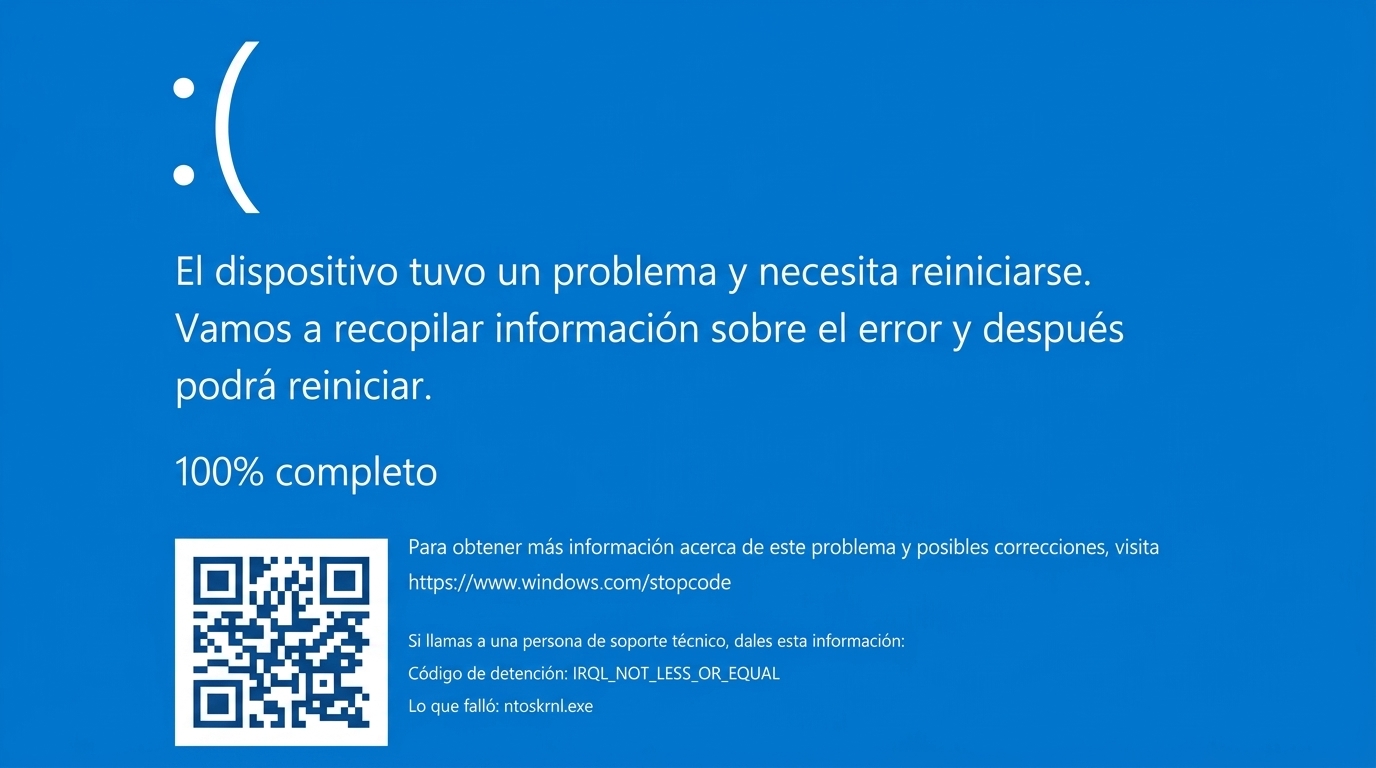 :(
El dispositivo tuvo un problema y necesita reiniciarse.
Vamos a recopilar información sobre el error y después
podrá reiniciar.
100% completo
Para obtener más información acerca de este problema y posibles correcciones, visita
https://www.windows.com/stopcode
Si llamas a una persona de soporte técnico, dales esta información:
Código de detención: IRQL_NOT_LESS_OR_EQUAL
Lo que falló: ntoskrnl.exe